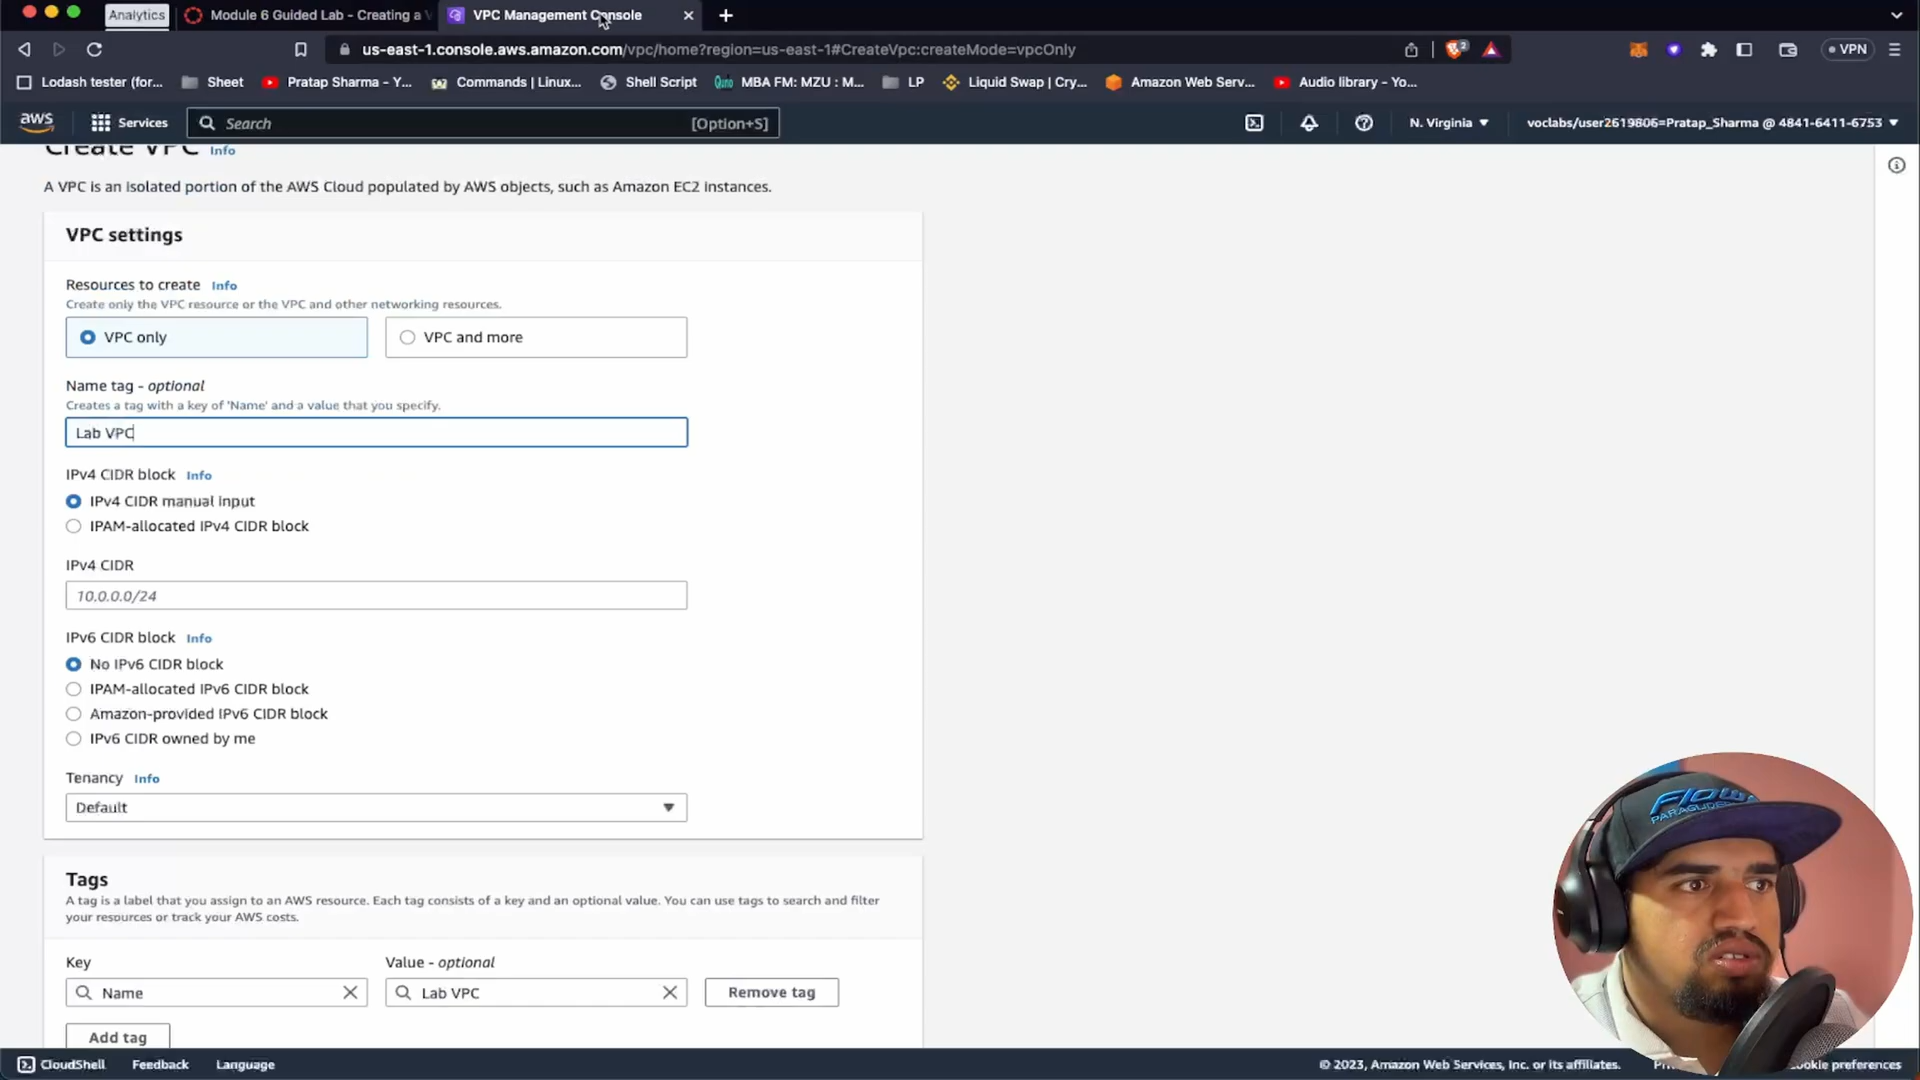 Analytics
Module 6 Guided Lab - Creating a V
VPC Management Console
us-east-1.console.aws.amazon.com/vpc/home?region=us-east-1#CreateVpc:createMode=vpcOnly
2
VPN
Lodash tester (for...
Sheet
Pratap Sharma - Y...
Commands | Linux...
Shell Script
MBA FM: MZU : M...
LP
Liquid Swap | Cry...
Amazon Web Serv...
Audio library - Yo...
aws
Services
Search
[Option+S]
N. Virginia
voclabs/user2619806=Pratap_Sharma @ 4841-6411-6753
Create VPC Info
A VPC is an isolated portion of the AWS Cloud populated by AWS objects, such as Amazon EC2 instances.
VPC settings
Resources to create Info
Create only the VPC resource or the VPC and other networking resources.
VPC only
VPC and more
Name tag - optional
Creates a tag with a key of 'Name' and a value that you specify.
Lab VPC
IPv4 CIDR block Info
IPv4 CIDR manual input
IPAM-allocated IPv4 CIDR block
IPv4 CIDR
10.0.0.0/24
IPv6 CIDR block Info
No IPv6 CIDR block
IPAM-allocated IPv6 CIDR block
Amazon-provided IPv6 CIDR block
IPv6 CIDR owned by me
Tenancy Info
Default
Tags
A tag is a label that you assign to an AWS resource. Each tag consists of a key and an optional value. You can use tags to search and filter
your resources or track your AWS costs.
Key
Value - optional
Name
Lab VPC
Remove tag
Add tag
FLOW
PARAGLIDERS
CloudShell
Feedback
Language
© 2023, Amazon Web Services, Inc. or its affiliates.
ookie preferences